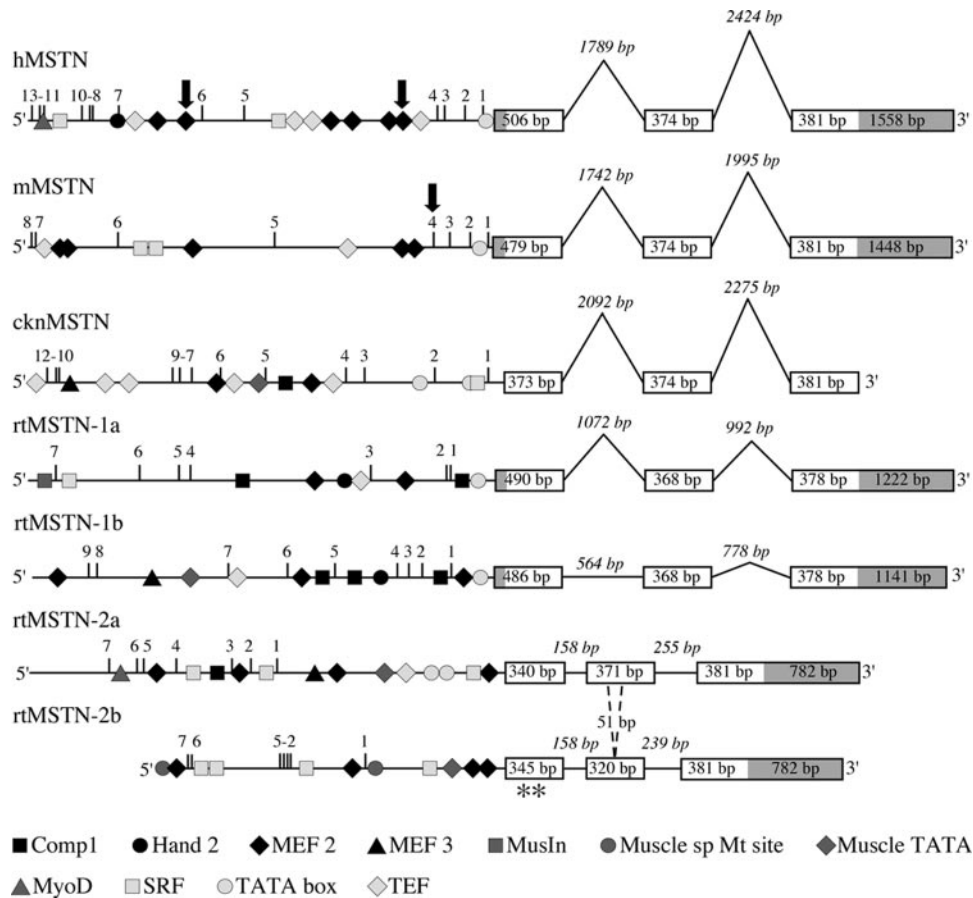 2424 bp
1789 bp
hMSTN
13-11 10-8 7 6 5 4 3 2 1
5' 506 bp 374 bp 381 bp 1558 bp 3'
1995 bp
1742 bp
mMSTN
8 7 6 5 4 3 2 1
5' 479 bp 374 bp 381 bp 1448 bp 3'
2275 bp
2092 bp
cknMSTN
12-10 9-7 6 5 4 3 2 1
5' 373 bp 374 bp 381 bp 3'
1072 bp 992 bp
rtMSTN-1a
7 6 5 4 3 2 1
5' 490 bp 368 bp 378 bp 1222 bp 3'
rtMSTN-1b
778 bp
9 8 7 6 5 4 3 2 1 564 bp
5' 486 bp 368 bp 378 bp 1141 bp 3'
rtMSTN-2a
7 6 5 4 3 2 1 158 bp 255 bp
5' 340 bp 371 bp 381 bp 782 bp 3'
rtMSTN-2b
51 bp
7 6 5-2 1 158 bp 239 bp
5' 345 bp 320 bp 381 bp 782 bp 3'
**
Comp1 Hand 2 MEF 2 MEF 3 MusIn Muscle sp Mt site Muscle TATA
MyoD SRF TATA box TEF